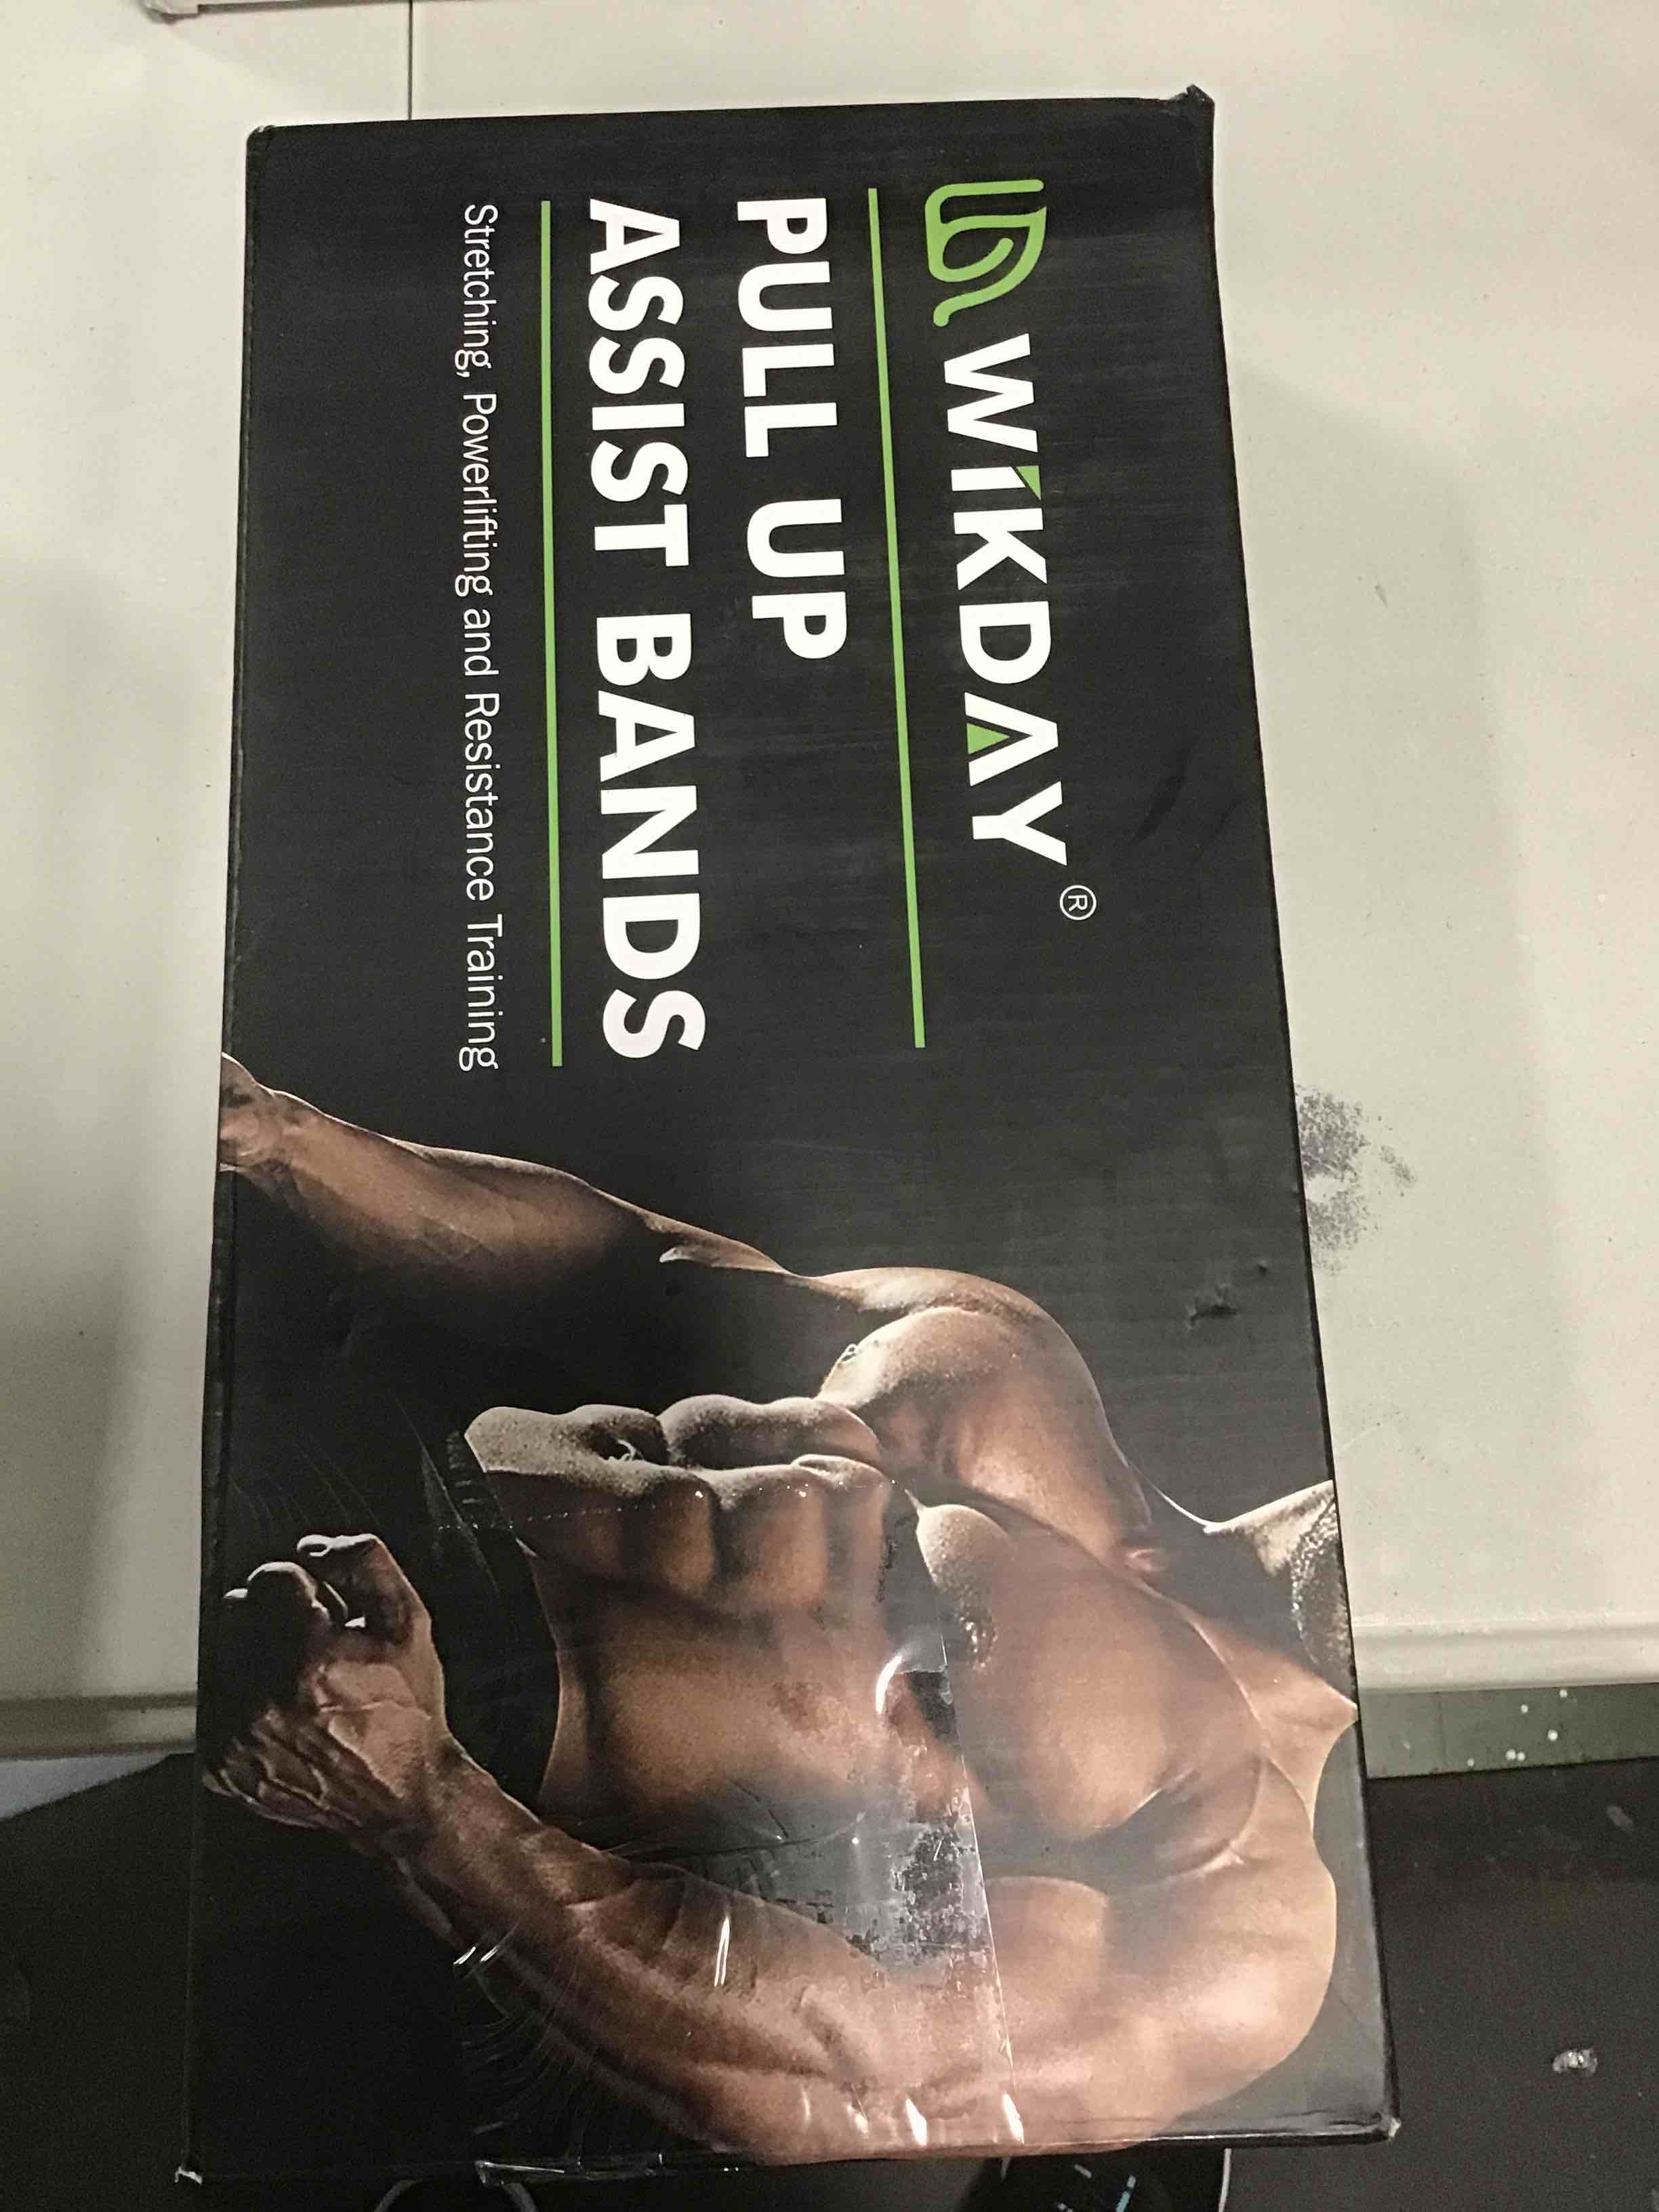 WIKDAY®
PULL UP
ASSIST BANDS
Stretching, Powerlifting and Resistance Training